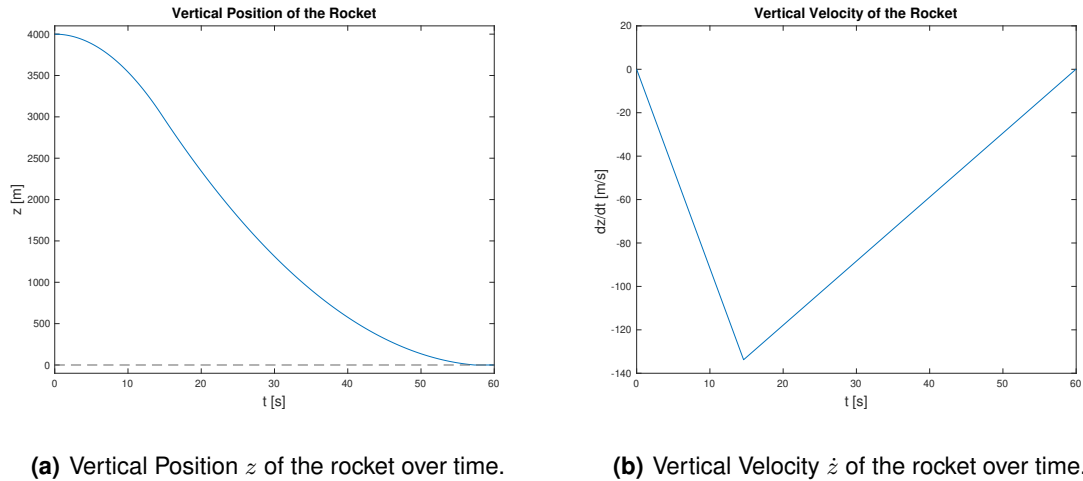 Vertical Position of the Rocket
4000
3500
3000
2500
2000
1500
1000
500
0
z [m]
0 10 20 30 40 50 60
t [s]
(a) Vertical Position z of the rocket over time.
Vertical Velocity of the Rocket
20
0
-20
-40
-60
-80
-100
-120
-140
dz/dt [m/s]
0 10 20 30 40 50 60
t [s]
(b) Vertical Velocity ż of the rocket over time.